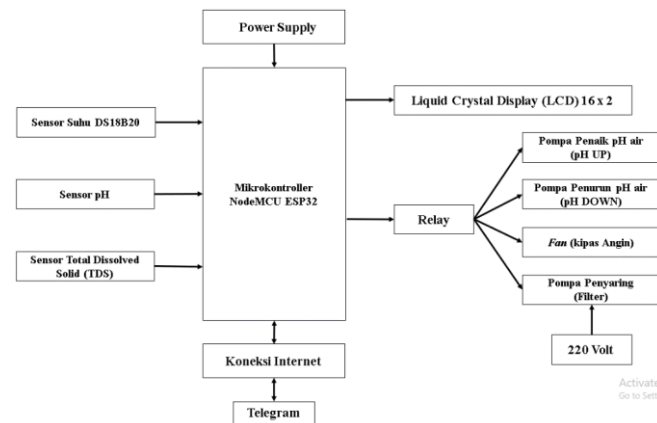 Power Supply
Liquid Crystal Display (LCD) 16 x 2
Sensor Suhu DS18B20
Pompa Penaik pH air
(pH UP)
Mikrokontroller
NodeMCU ESP32
Sensor pH
Pompa Penurun pH air
(pH DOWN)
Relay
Fan (kipas Angin)
Sensor Total Dissolved
Solid (TDS)
Pompa Penyaring
(Filter)
220 Volt
Koneksi Internet
Telegram
Activate
Go to Sett